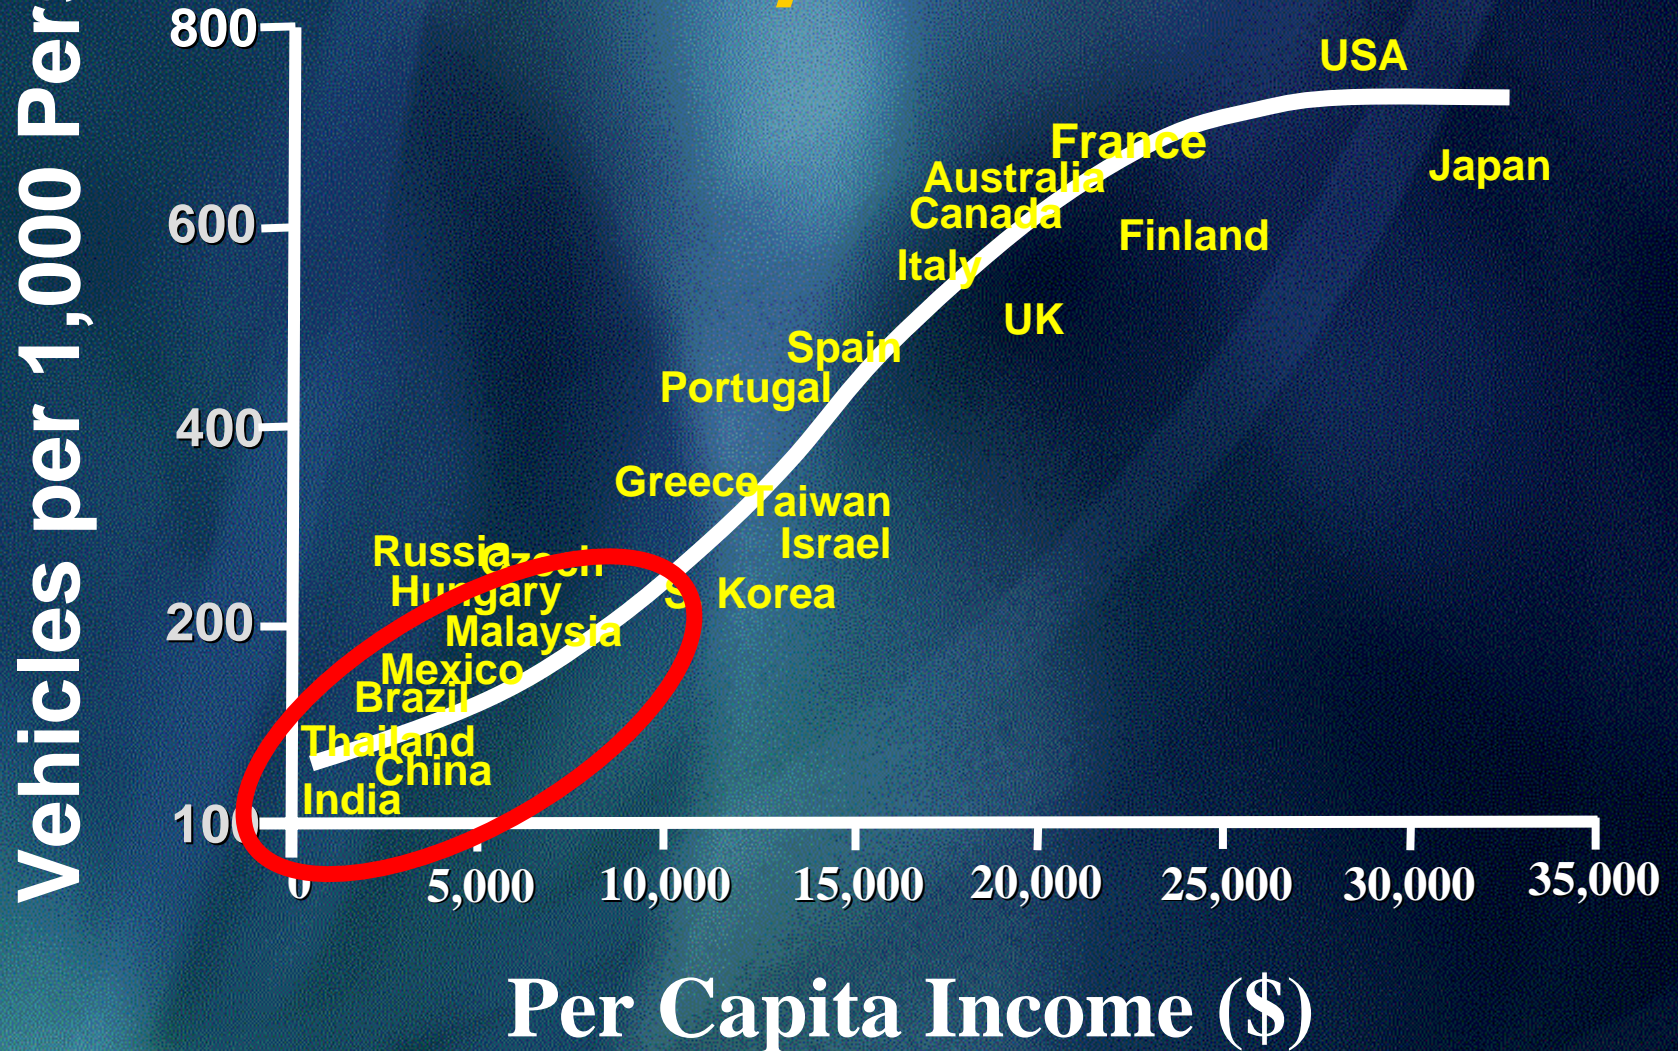 Vehicles per 1,000 Pers
800
600
400
200
100
USA
France
Japan
Australia
Canada
Finland
Italy
UK
Spain
Portugal
Greece
Taiwan
Israel
Russia
Czech
Hungary
S. Korea
Malaysia
Mexico
Brazil
Thailand
China
India
0
5,000
10,000
15,000
20,000
25,000
30,000
35,000
Per Capita Income ($)